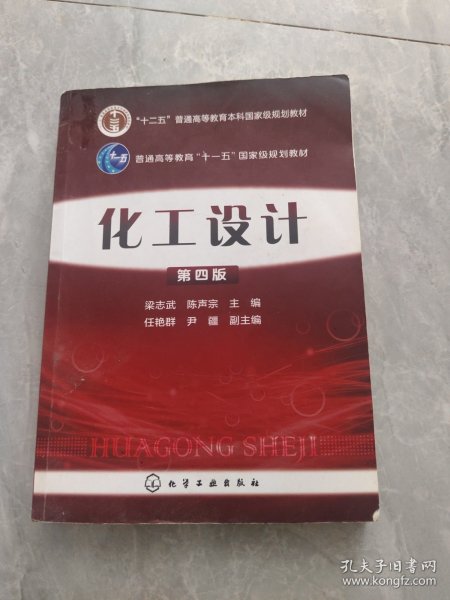 "十二五"普通高等教育本科国家级规划教材
十一五
普通高等教育"十一五"国家级规划教材
化工设计
第四版
梁志武 陈声宗 主 编
任艳群 尹 疆 副主编
HUAGONG SHEJI
化学工业出版社
孔夫子旧书网
www.kongfz.com